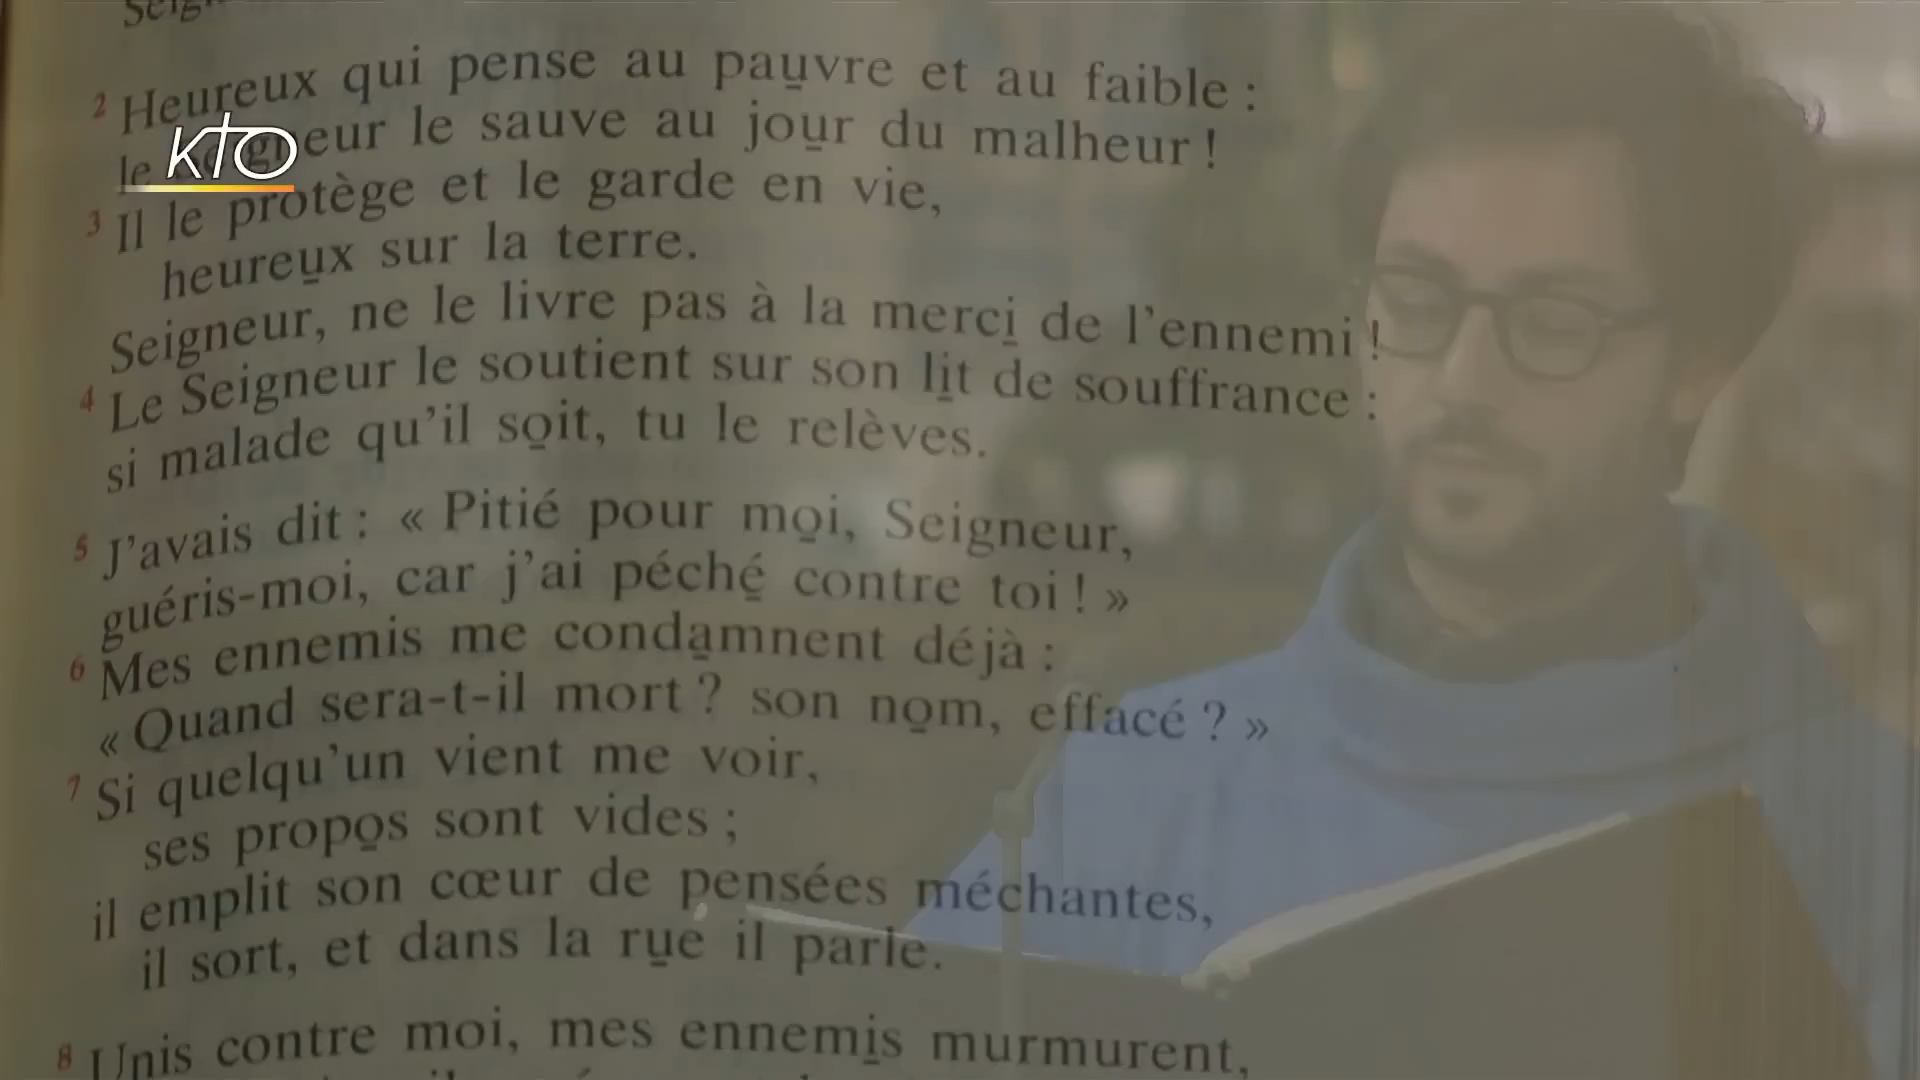 2 Heureux qui pense au pauvre et au faible :
le Seigneur le sauve au jour du malheur !
kto
3 Il le protège et le garde en vie,
heureux sur la terre.
Seigneur, ne le livre pas à la merci de l'ennemi !
4 Le Seigneur le soutient sur son lit de souffrance :
si malade qu'il soit, tu le relèves.
5 J'avais dit : « Pitié pour moi, Seigneur,
guéris-moi, car j'ai péché contre toi ! »
6 Mes ennemis me condamnent déjà :
« Quand sera-t-il mort ? son nom, effacé ? »
7 Si quelqu'un vient me voir,
ses propos sont vides ;
il emplit son cœur de pensées méchantes,
il sort, et dans la rue il parle.
8 Unis contre moi, mes ennemis murmurent,